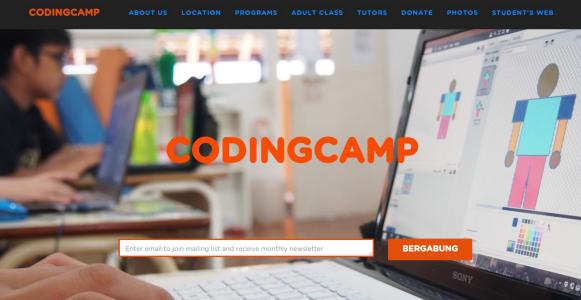 CODINGCAMP ABOUT US LOCATION PROGRAMS ADULT CLASS TUTORS DONATE PHOTOS STUDENT'S WEB
CODINGCAMP
Enter email to join mailing list and receive monthly newsletter BERGABUNG
SONY